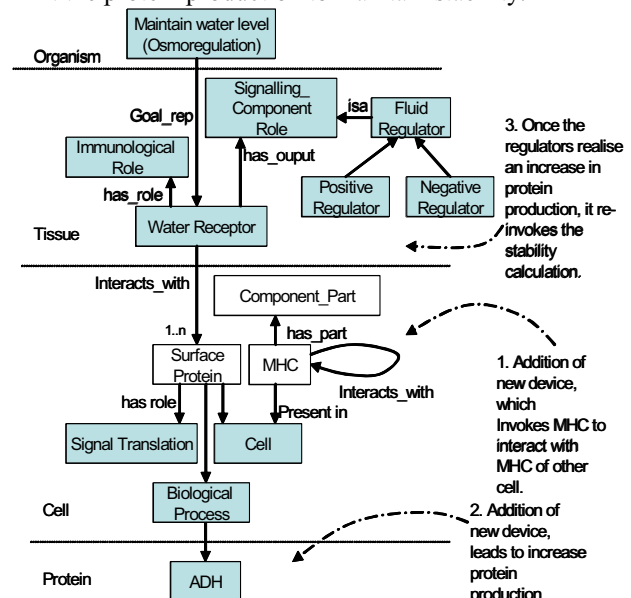 Maintain water level
(Osmoregulation)
Organism
Goal_rep
Signalling_
Component
Role
isa
Fluid
Regulator
Immunological
Role
has_ouput
has_role
Positive
Regulator
Negative
Regulator
Water Receptor
Tissue
3. Once the
regulators realise
an increase in
protein
production, it re-
invokes the
stability
calculation.
Interacts_with
Component_Part
1..n
has_part
Surface
Protein
MHC
Interacts_with
has role
Present in
Signal Translation
Cell
1. Addition of
new device,
which
Invokes MHC to
interact with
MHC of other
cell.
Biological
Process
Cell
2. Addition of
new device,
leads to increase
protein
production
Protein
ADH